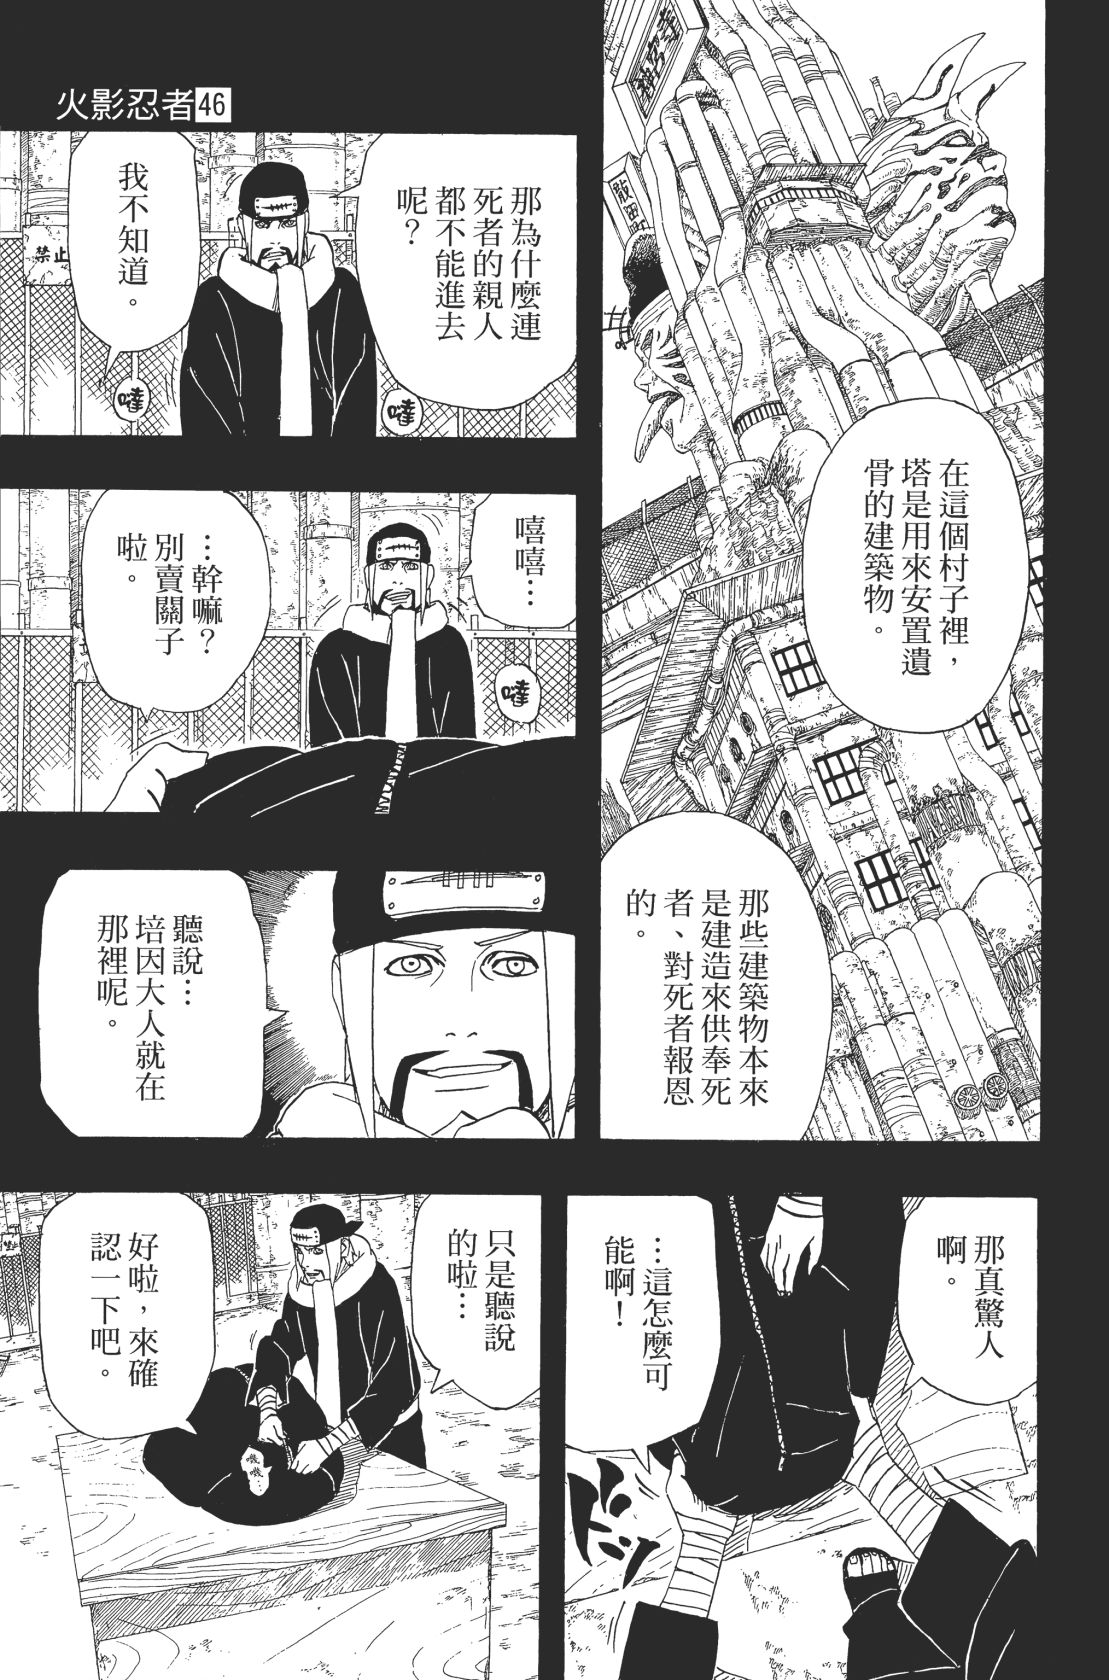 火影忍者46
在這個村子裡，
塔是用來安置遺
骨的建築物。
那些建築物本來
是建造來供奉死
者、對死者報恩
的。
那為什麼連
死者的親人
都不能進去
呢？
我不知道。
禁止
噠
噠
嘻嘻…
…幹嘛？
別賣關子
啦。
噠
聽說…
培因大人就在
那裡呢。
那真驚人
啊。
…這怎麼可
能啊！
只是聽說
的啦…
好啦，來確
認一下吧。